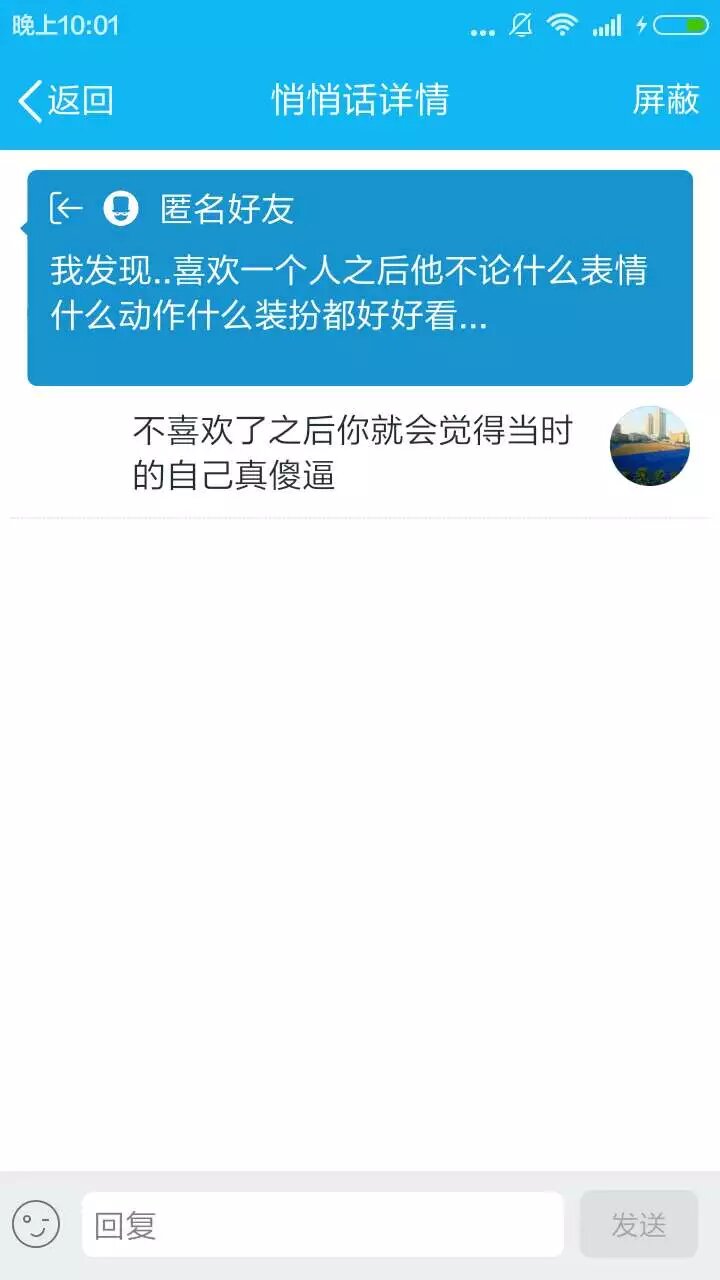 晚上10:01
返回
悄悄话详情
屏蔽
匿名好友
我发现..喜欢一个人之后他不论什么表情
什么动作什么装扮都好好看...
不喜欢了之后你就会觉得当时
的自己真傻逼
回复
发送